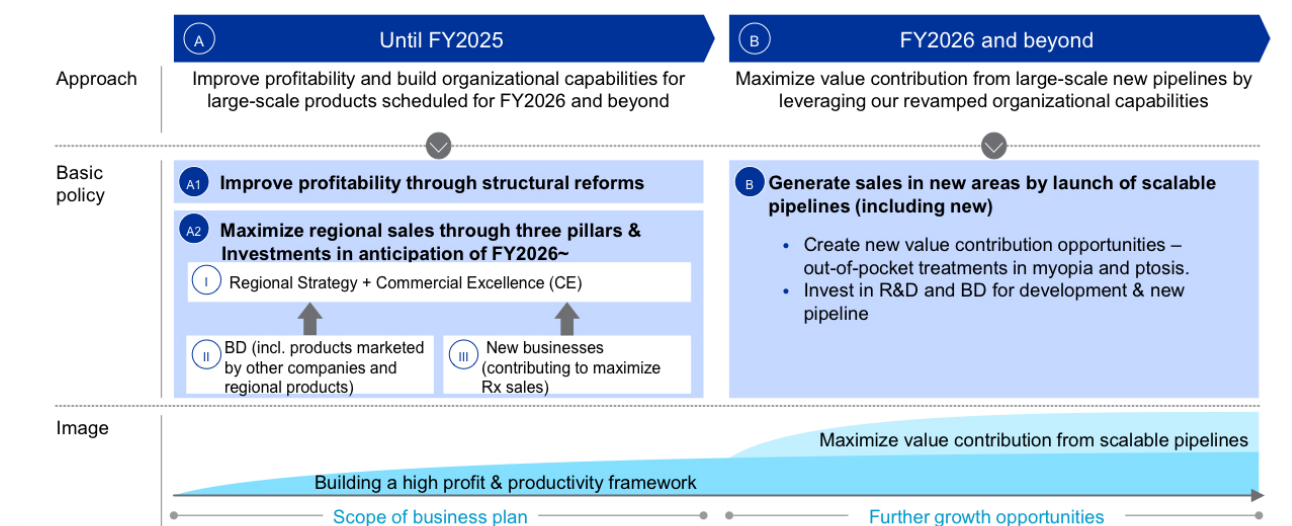 A
Until FY2025
B
FY2026 and beyond
Approach
Improve profitability and build organizational capabilities for
large-scale products scheduled for FY2026 and beyond
Maximize value contribution from large-scale new pipelines by
leveraging our revamped organizational capabilities
Basic
policy
A1
Improve profitability through structural reforms
A2
Maximize regional sales through three pillars &
Investments in anticipation of FY2026~
I
Regional Strategy + Commercial Excellence (CE)
II
BD (incl. products marketed
by other companies and
regional products)
III
New businesses
(contributing to maximize
Rx sales)
B
Generate sales in new areas by launch of scalable
pipelines (including new)
• Create new value contribution opportunities –
out-of-pocket treatments in myopia and ptosis.
• Invest in R&D and BD for development & new
pipeline
Image
Maximize value contribution from scalable pipelines
Building a high profit & productivity framework
Scope of business plan
Further growth opportunities